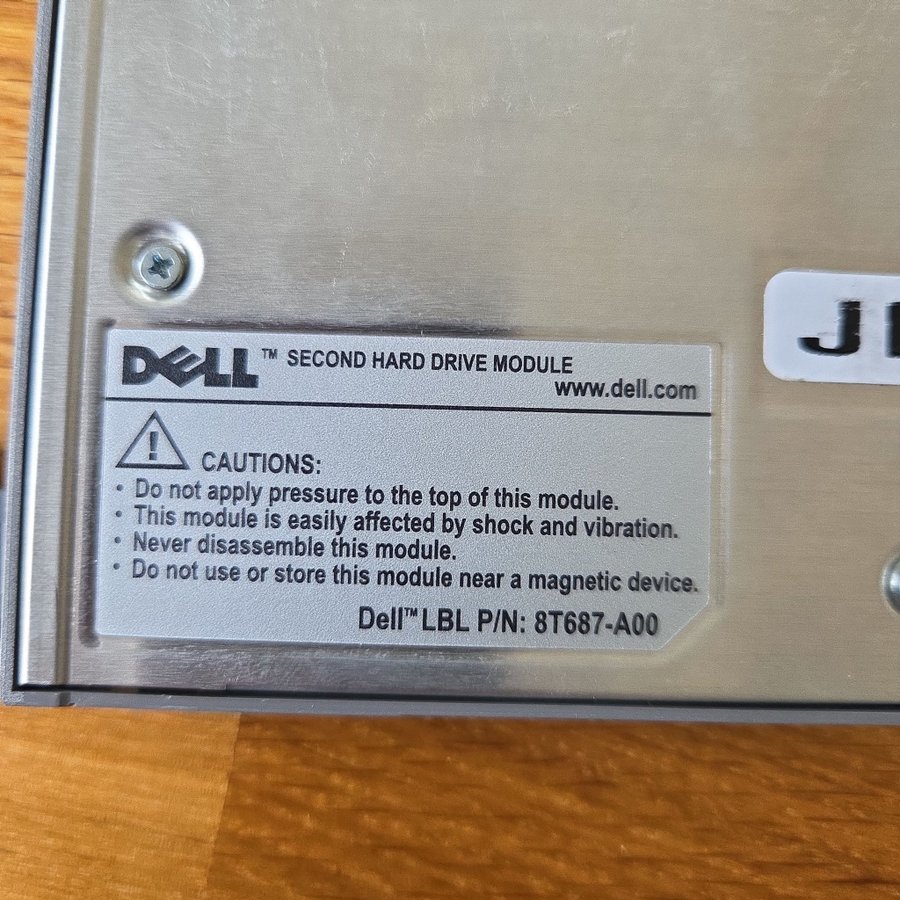 DELL™ SECOND HARD DRIVE MODULE
www.dell.com
CAUTIONS:
• Do not apply pressure to the top of this module.
• This module is easily affected by shock and vibration.
• Never disassemble this module.
• Do not use or store this module near a magnetic device.
Dell™ LBL P/N: 8T687-A00